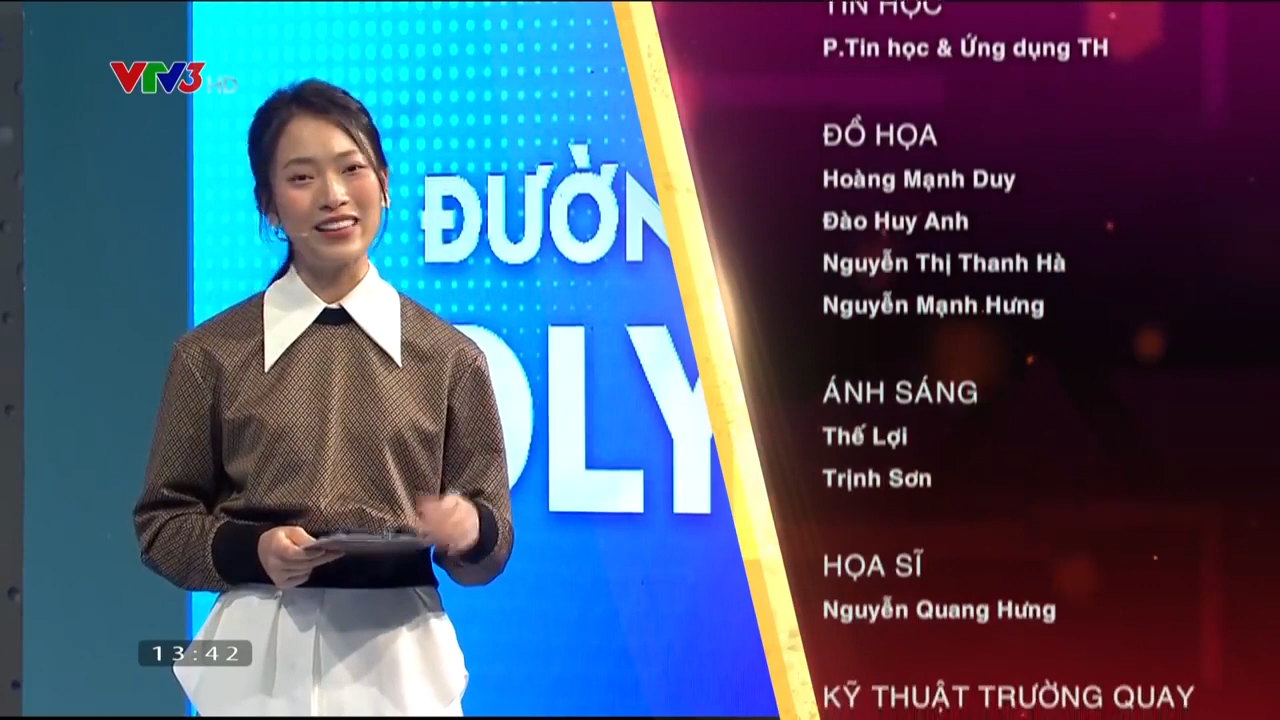 VTV3 HD
ĐƯỜN
OLY
13:42
TIN HỌC
P.Tin học & Ứng dụng TH
ĐỒ HỌA
Hoàng Mạnh Duy
Đào Huy Anh
Nguyễn Thị Thanh Hà
Nguyễn Mạnh Hưng
ÁNH SÁNG
Thế Lợi
Trịnh Sơn
HỌA SĨ
Nguyễn Quang Hưng
KỸ THUẬT TRƯỜNG QUAY